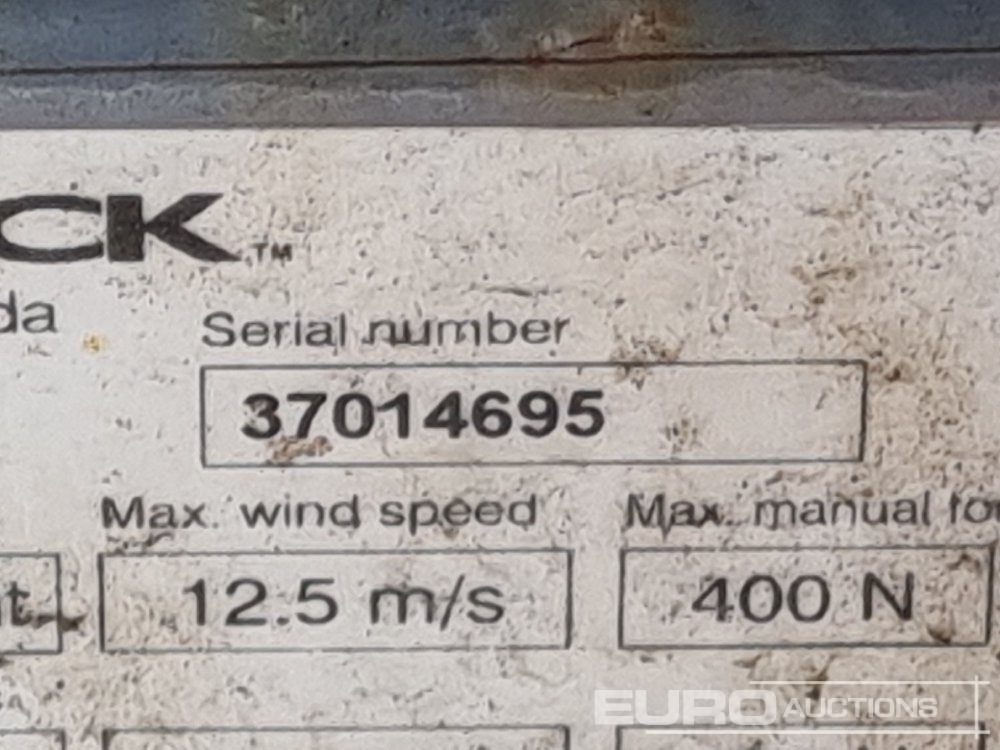 CK™
da
Serial number
37014695
Max. wind speed
Max. manual fo
t
12.5 m/s
400 N
EURO AUCTIONS